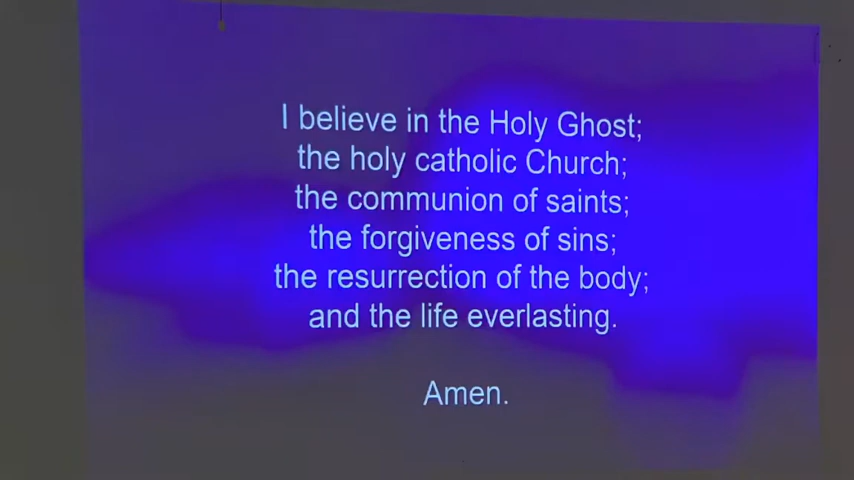 I believe in the Holy Ghost;
the holy catholic Church;
the communion of saints;
the forgiveness of sins;
the resurrection of the body;
and the life everlasting.
Amen.